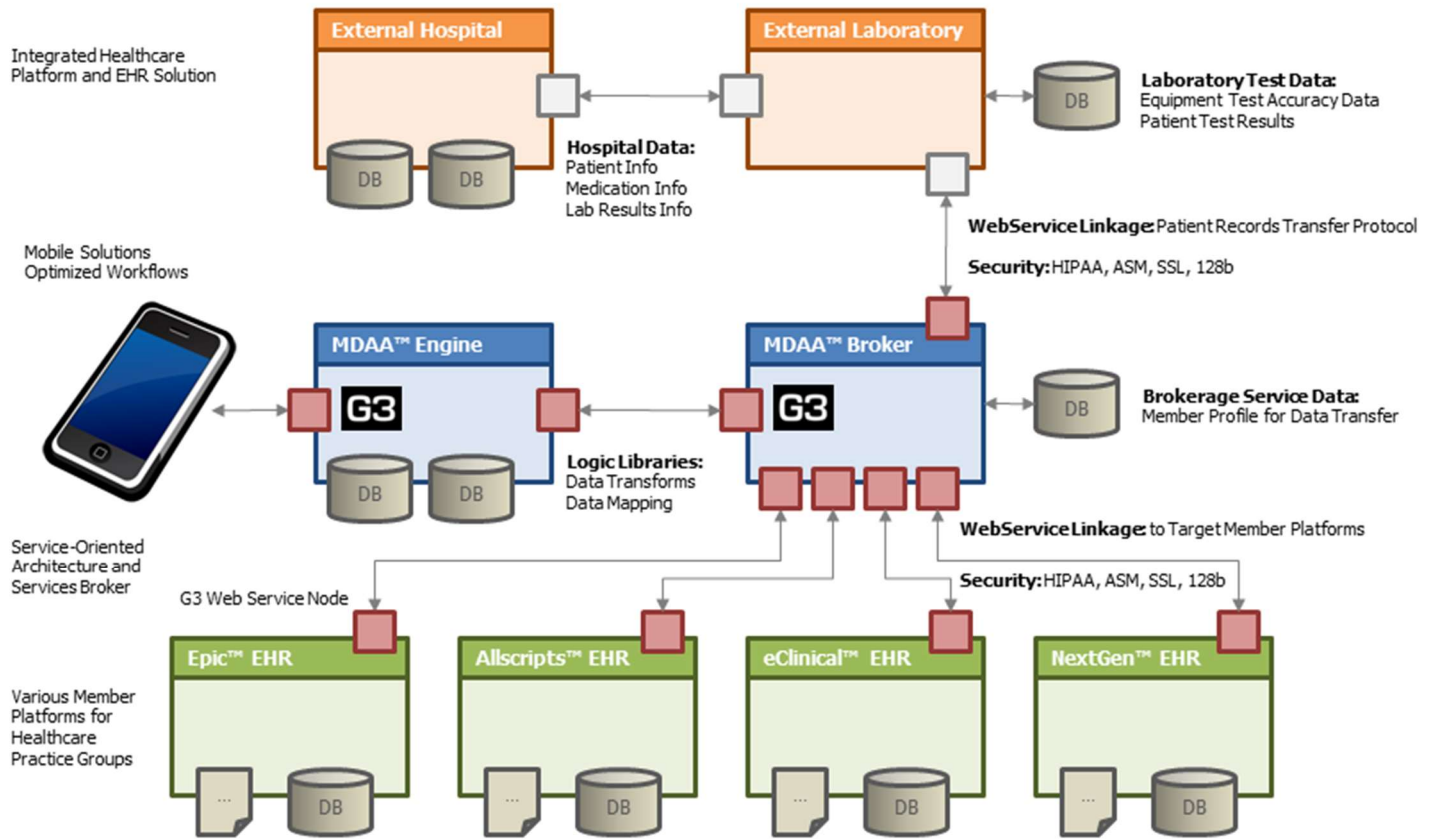 External Hospital
External Laboratory
Integrated Healthcare
Platform and EHR Solution
DB
Laboratory Test Data:
Equipment Test Accuracy Data
Patient Test Results
Hospital Data:
Patient Info
Medication Info
Lab Results Info
DB
DB
WebService Linkage: Patient Records Transfer Protocol
Security: HIPAA, ASM, SSL, 128b
Mobile Solutions
Optimized Workflows
MDAA™ Engine
G3
MDAA™ Broker
G3
DB
Brokerage Service Data:
Member Profile for Data Transfer
Logic Libraries:
Data Transforms
Data Mapping
DB
DB
WebService Linkage: to Target Member Platforms
Security: HIPAA, ASM, SSL, 128b
Service-Oriented
Architecture and
Services Broker
G3 Web Service Node
Epic™ EHR
Allscripts™ EHR
eClinical™ EHR
NextGen™ EHR
Various Member
Platforms for
Healthcare
Practice Groups
...
DB
...
DB
...
DB
...
DB